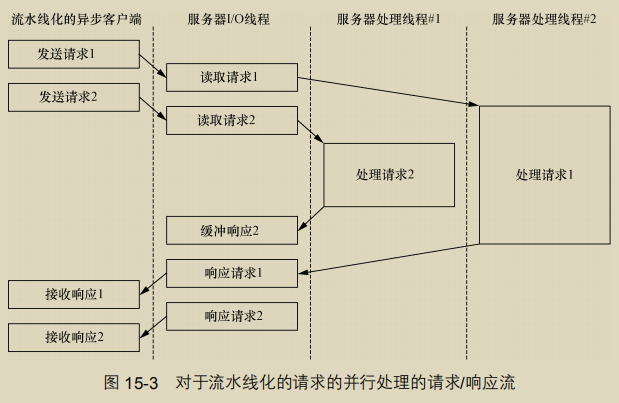 流水线化的异步客户端 服务器I/O线程 服务器处理线程#1 服务器处理线程#2
发送请求1
读取请求1
发送请求2
读取请求2
处理请求2
处理请求1
缓冲响应2
响应请求1
接收响应1
响应请求2
接收响应2
图 15-3 对于流水线化的请求的并行处理的请求/响应流